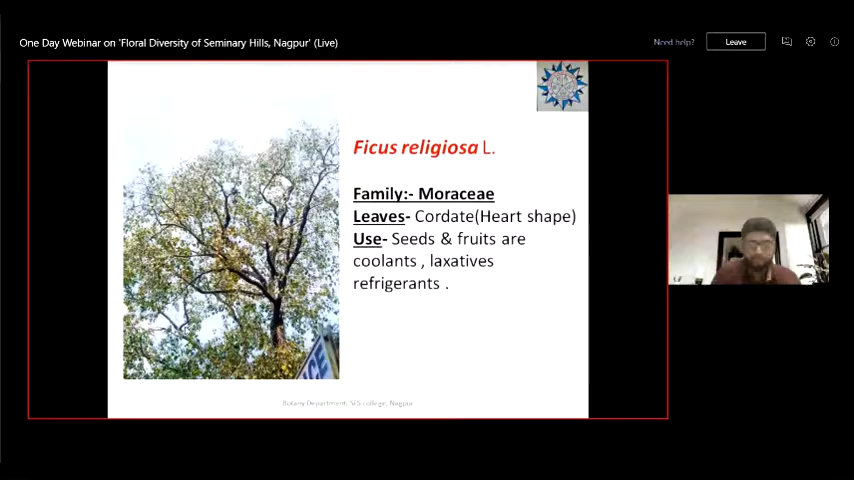 One Day Webinar on 'Floral Diversity of Seminary Hills, Nagpur' (Live)
Need help?
Leave
Ficus religiosa L.
Family:- Moraceae
Leaves- Cordate(Heart shape)
Use- Seeds & fruits are
coolants , laxatives
refrigerants .
Botany Department, SFS college, Nagpur